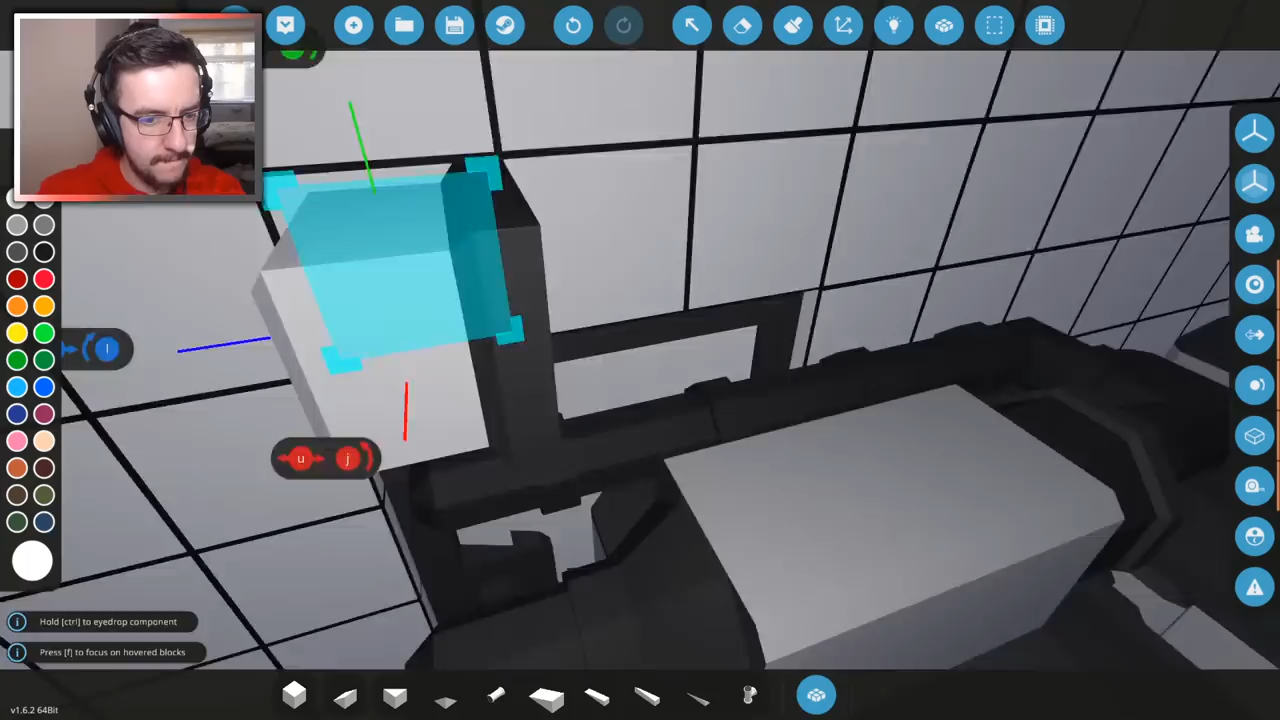 l
u j
Hold [ctrl] to eyedrop component
Press [f] to focus on hovered blocks
v1.6.2 64Bit